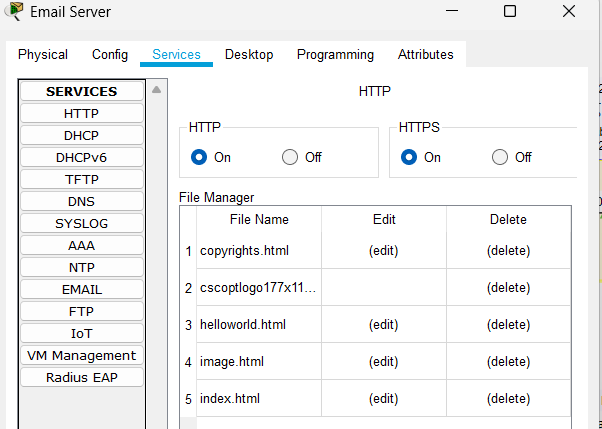 Email Server
Physical Config Services Desktop Programming Attributes
SERVICES
HTTP
DHCP
DHCPv6
TFTP
DNS
SYSLOG
AAA
NTP
EMAIL
FTP
IoT
VM Management
Radius EAP
HTTP
HTTP
On Off
HTTPS
On Off
File Manager
File Name Edit Delete
1 copyrights.html (edit) (delete)
2 cscoptlogo177x11... (delete)
3 helloworld.html (edit) (delete)
4 image.html (edit) (delete)
5 index.html (edit) (delete)